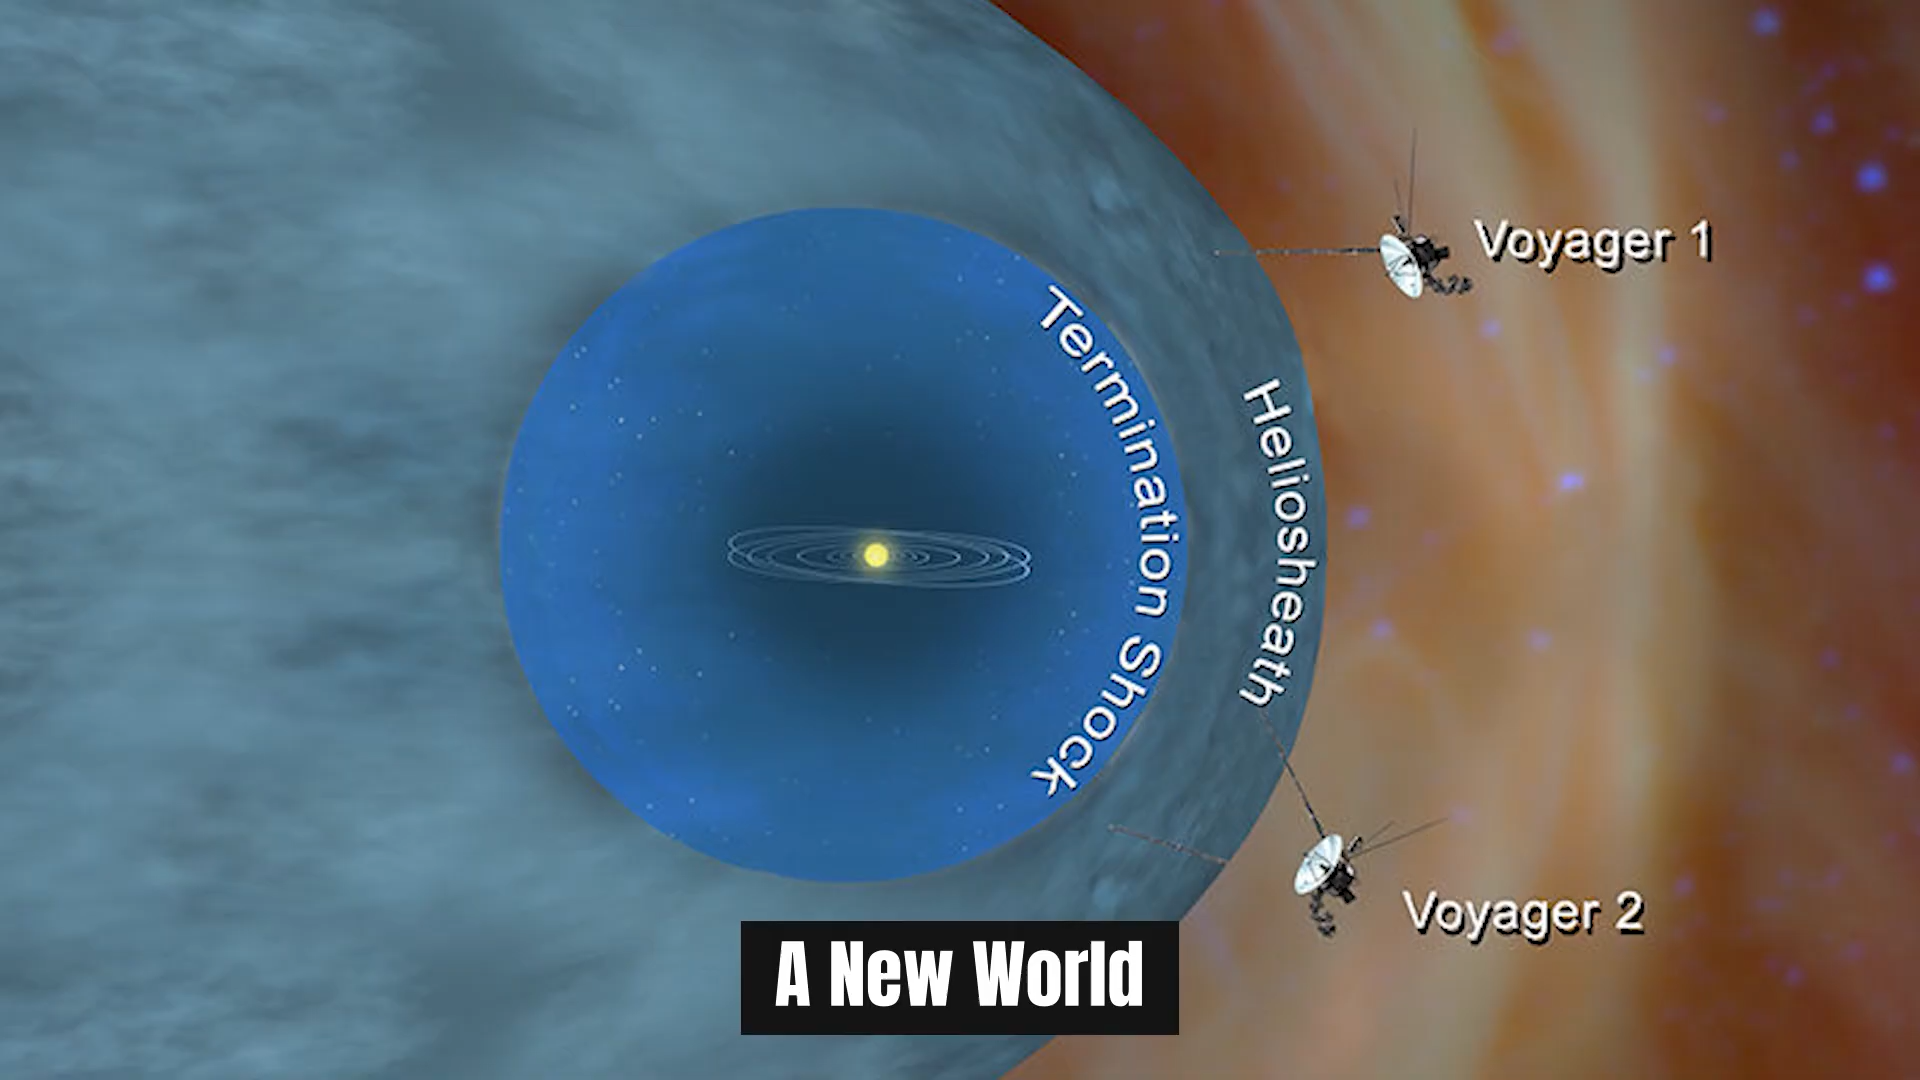 Voyager 1
Termination Shock
Heliosheath
Voyager 2
A New World